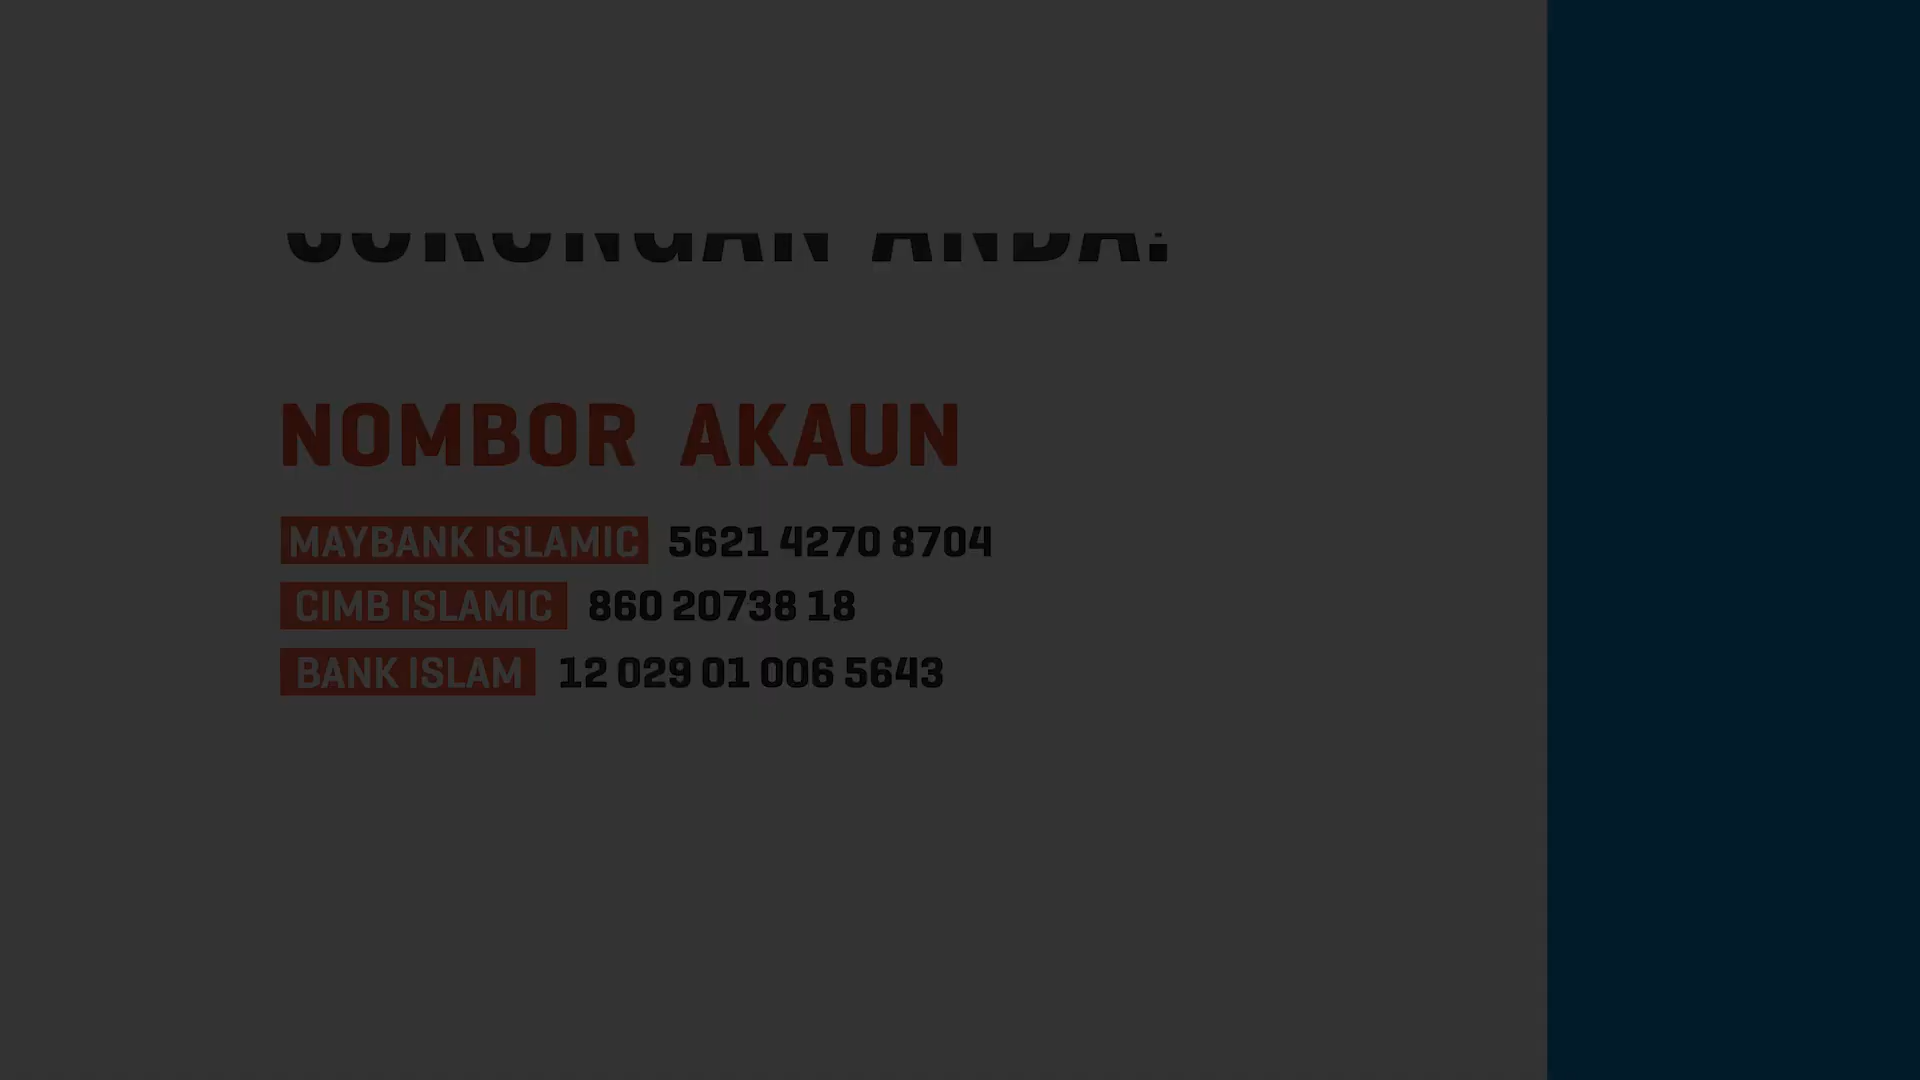 ANDA!
NOMBOR AKAUN
MAYBANK ISLAMIC 5621 4270 8704
CIMB ISLAMIC 860 20738 18
BANK ISLAM 12 029 01 006 5643